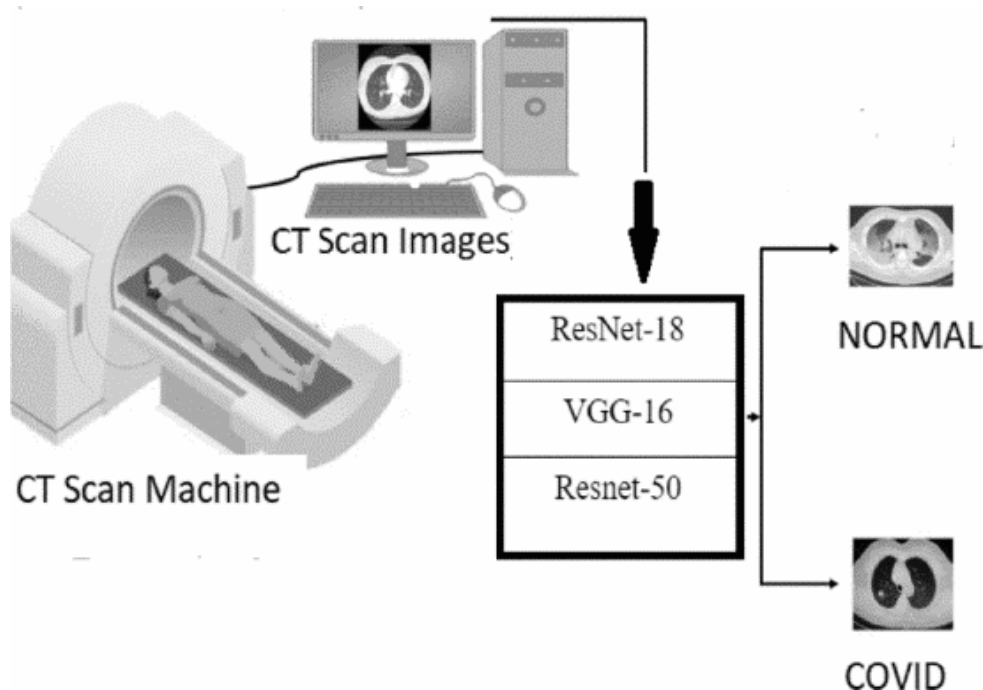 CT Scan Images
CT Scan Machine
ResNet-18
VGG-16
Resnet-50
NORMAL
COVID